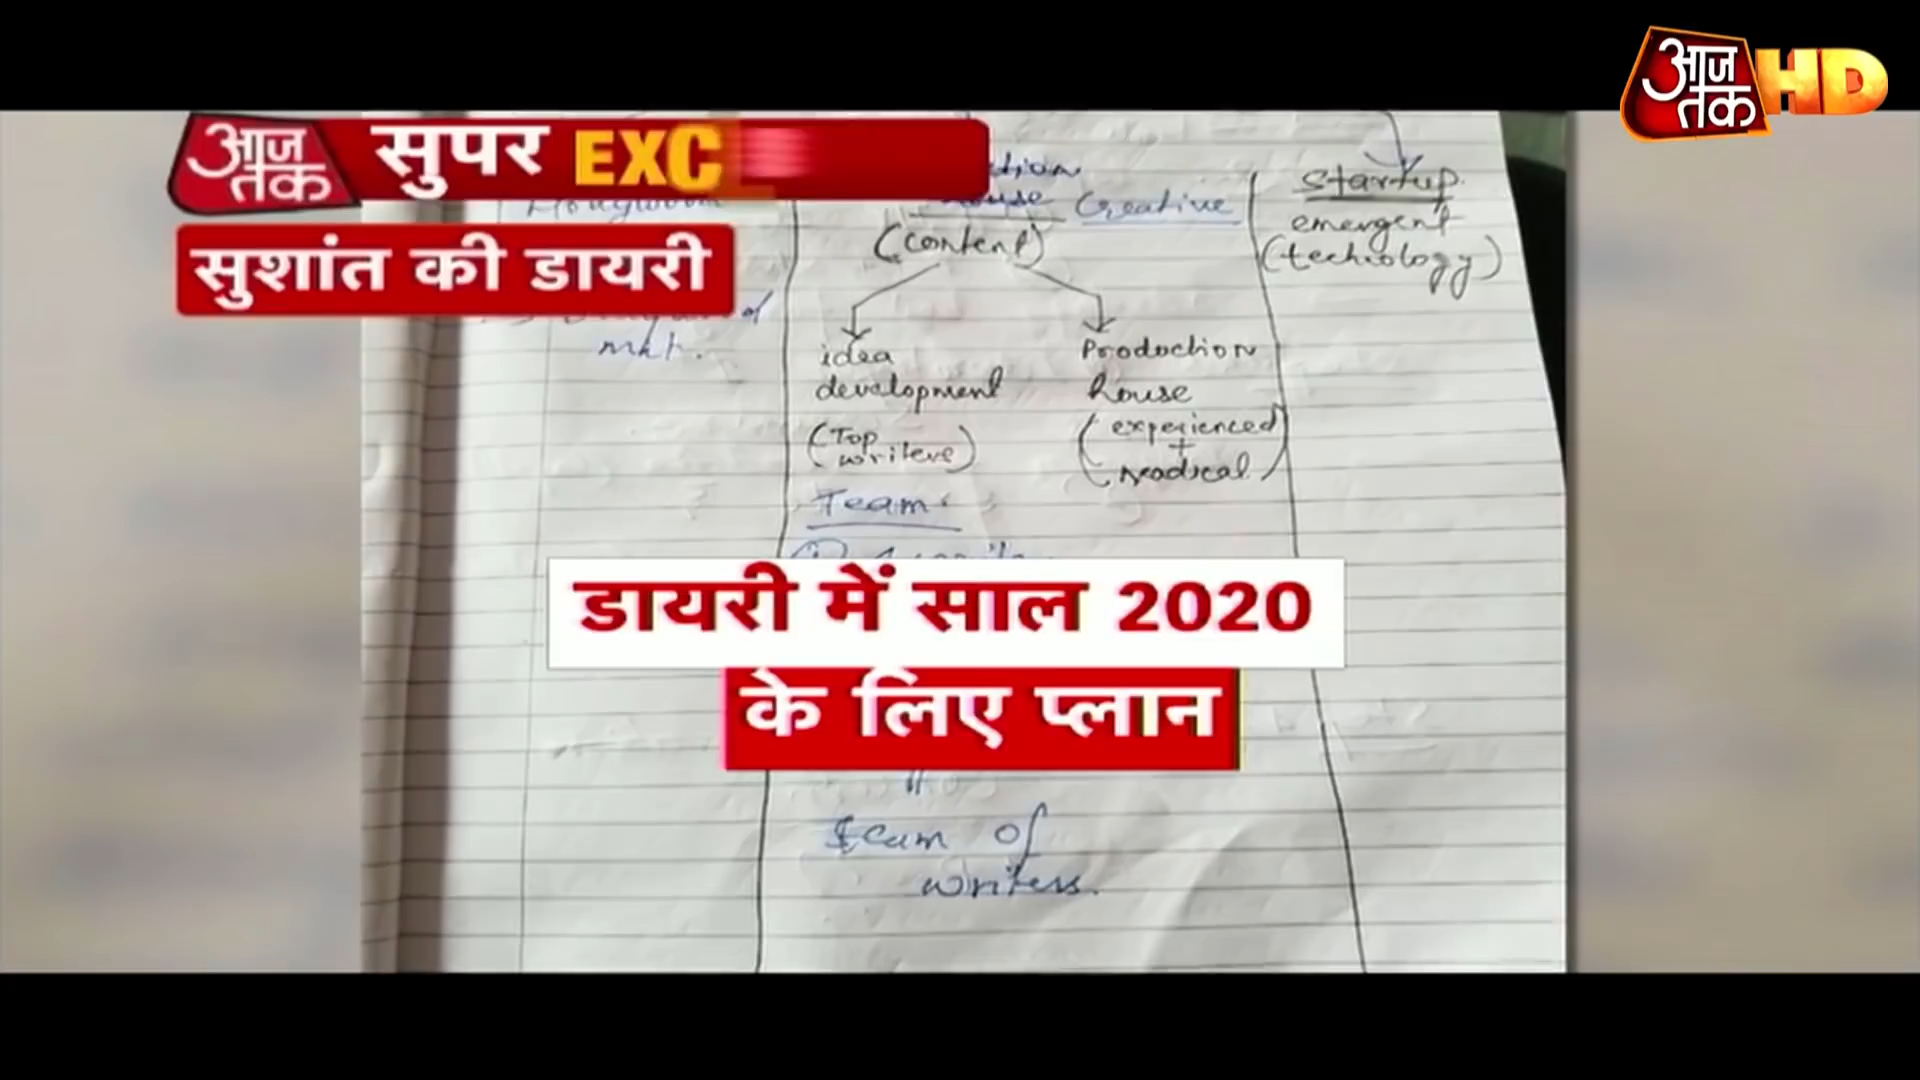 आज
तक HD
आज
तक
सुपर EXC
सुशांत की डायरी
mkt.
Creative
(content)
idea
development
(Top
writers)
Production
house
(experienced
+
radical)
startup
emergent
(technology)
Team
डायरी में साल 2020
के लिए प्लान
team of
writers.